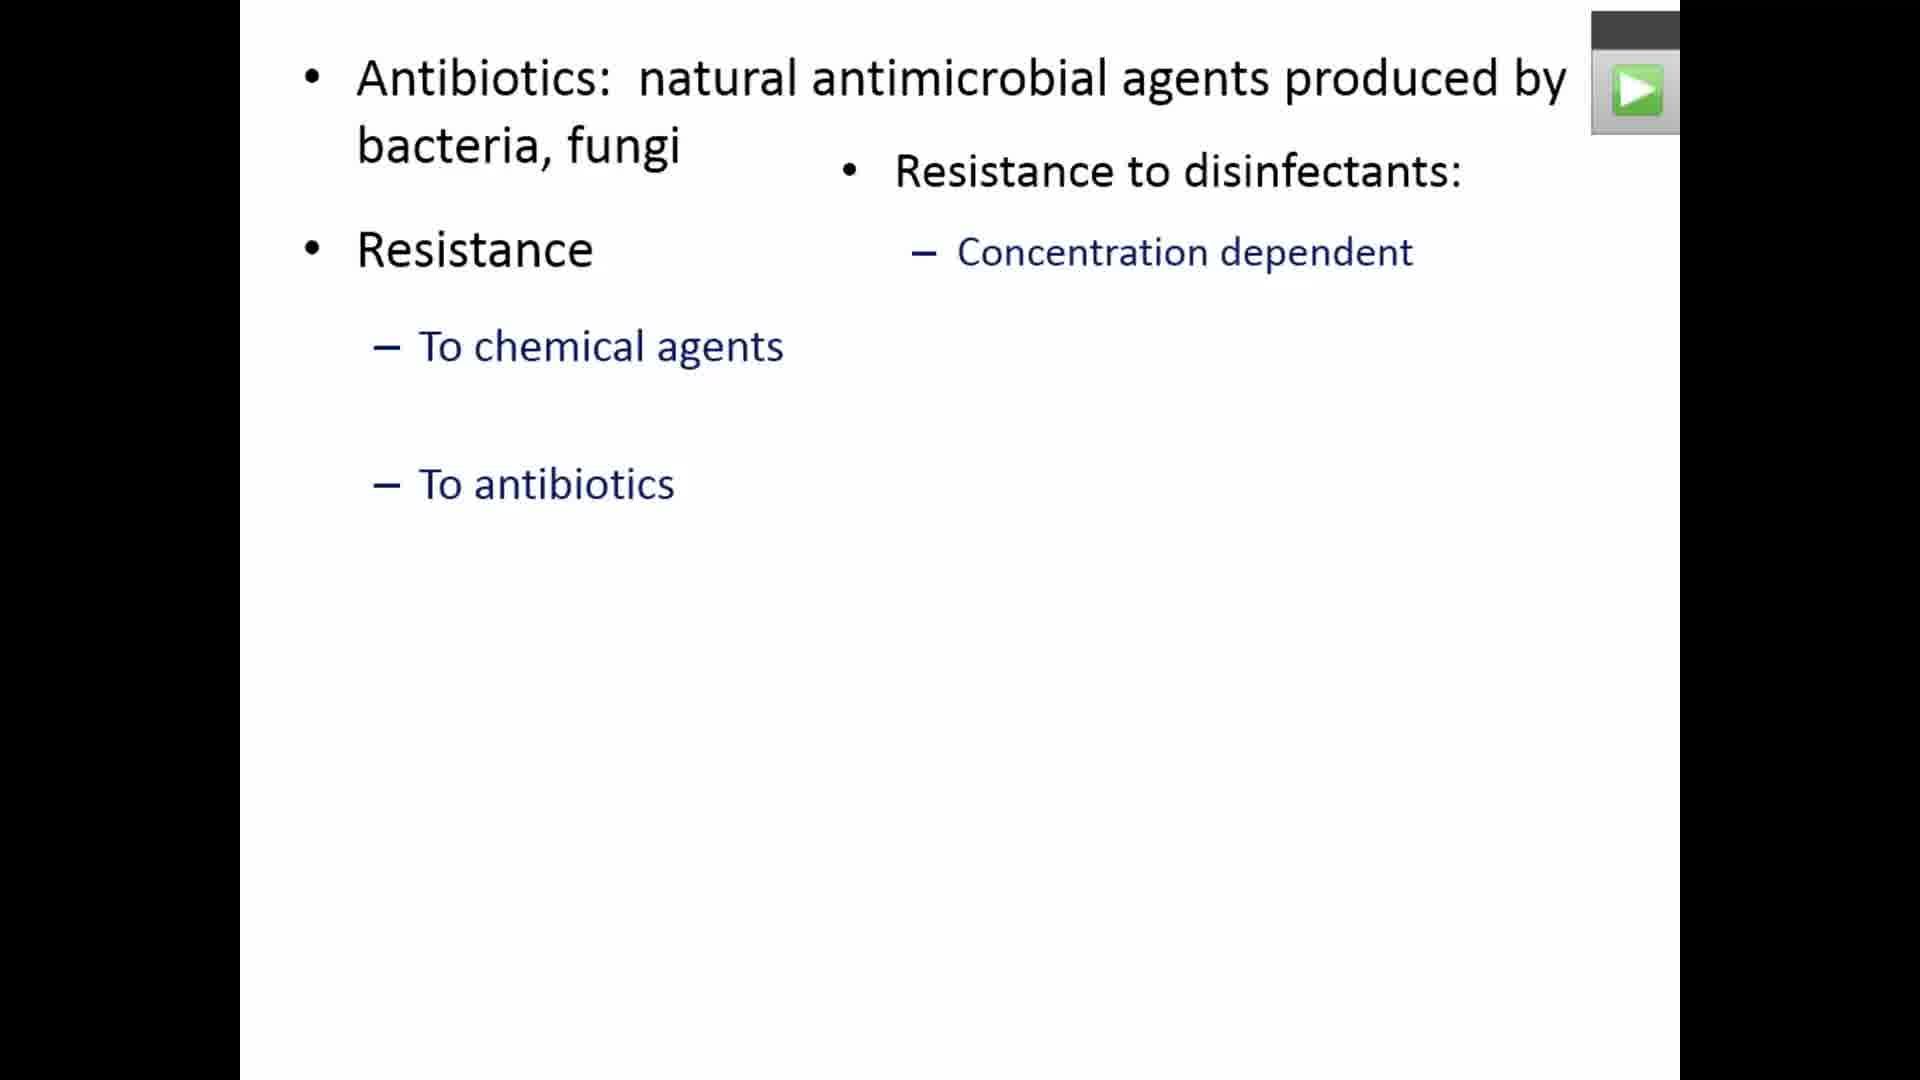 • Antibiotics: natural antimicrobial agents produced by
bacteria, fungi
• Resistance
– To chemical agents
– To antibiotics
• Resistance to disinfectants:
– Concentration dependent